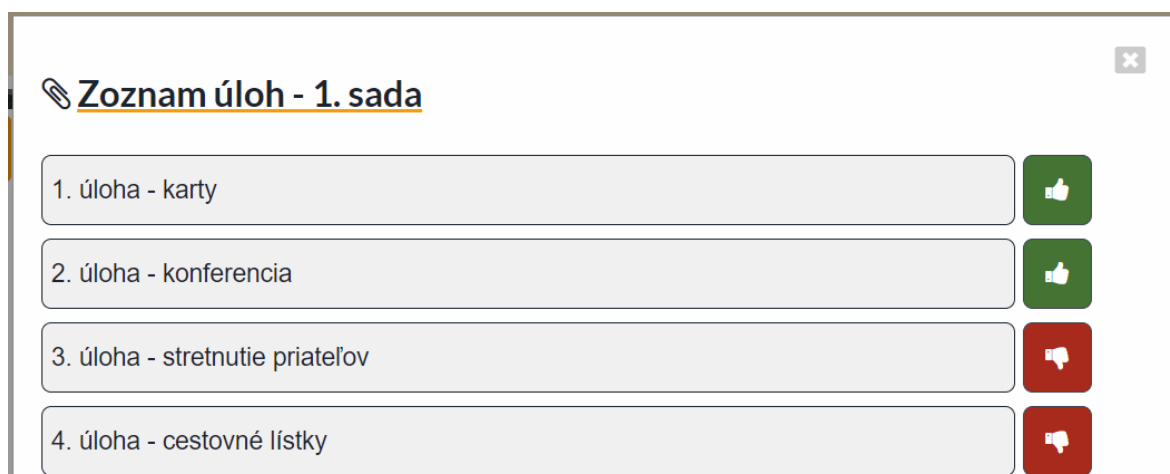 Zoznam úloh - 1. sada
1. úloha - karty
2. úloha - konferencia
3. úloha - stretnutie priateľov
4. úloha - cestovné lístky